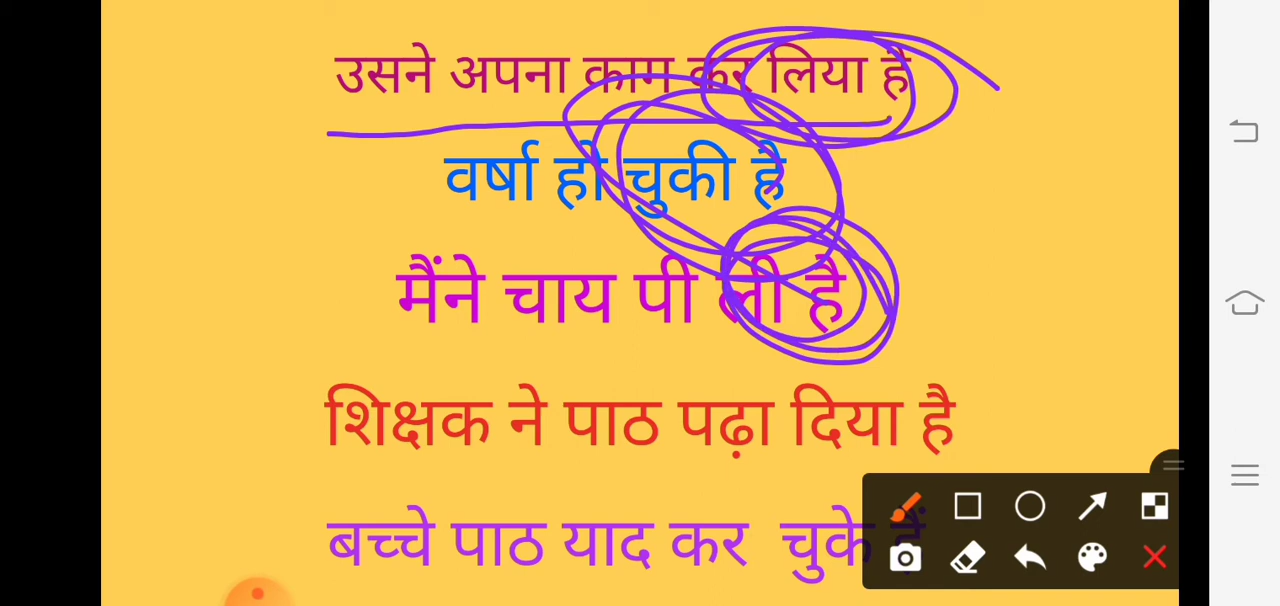 उसने अपना काम कर लिया है
वर्षा हो चुकी है
मैंने चाय पी ली है
शिक्षक ने पाठ पढ़ा दिया है
बच्चे पाठ याद कर चुके हैं